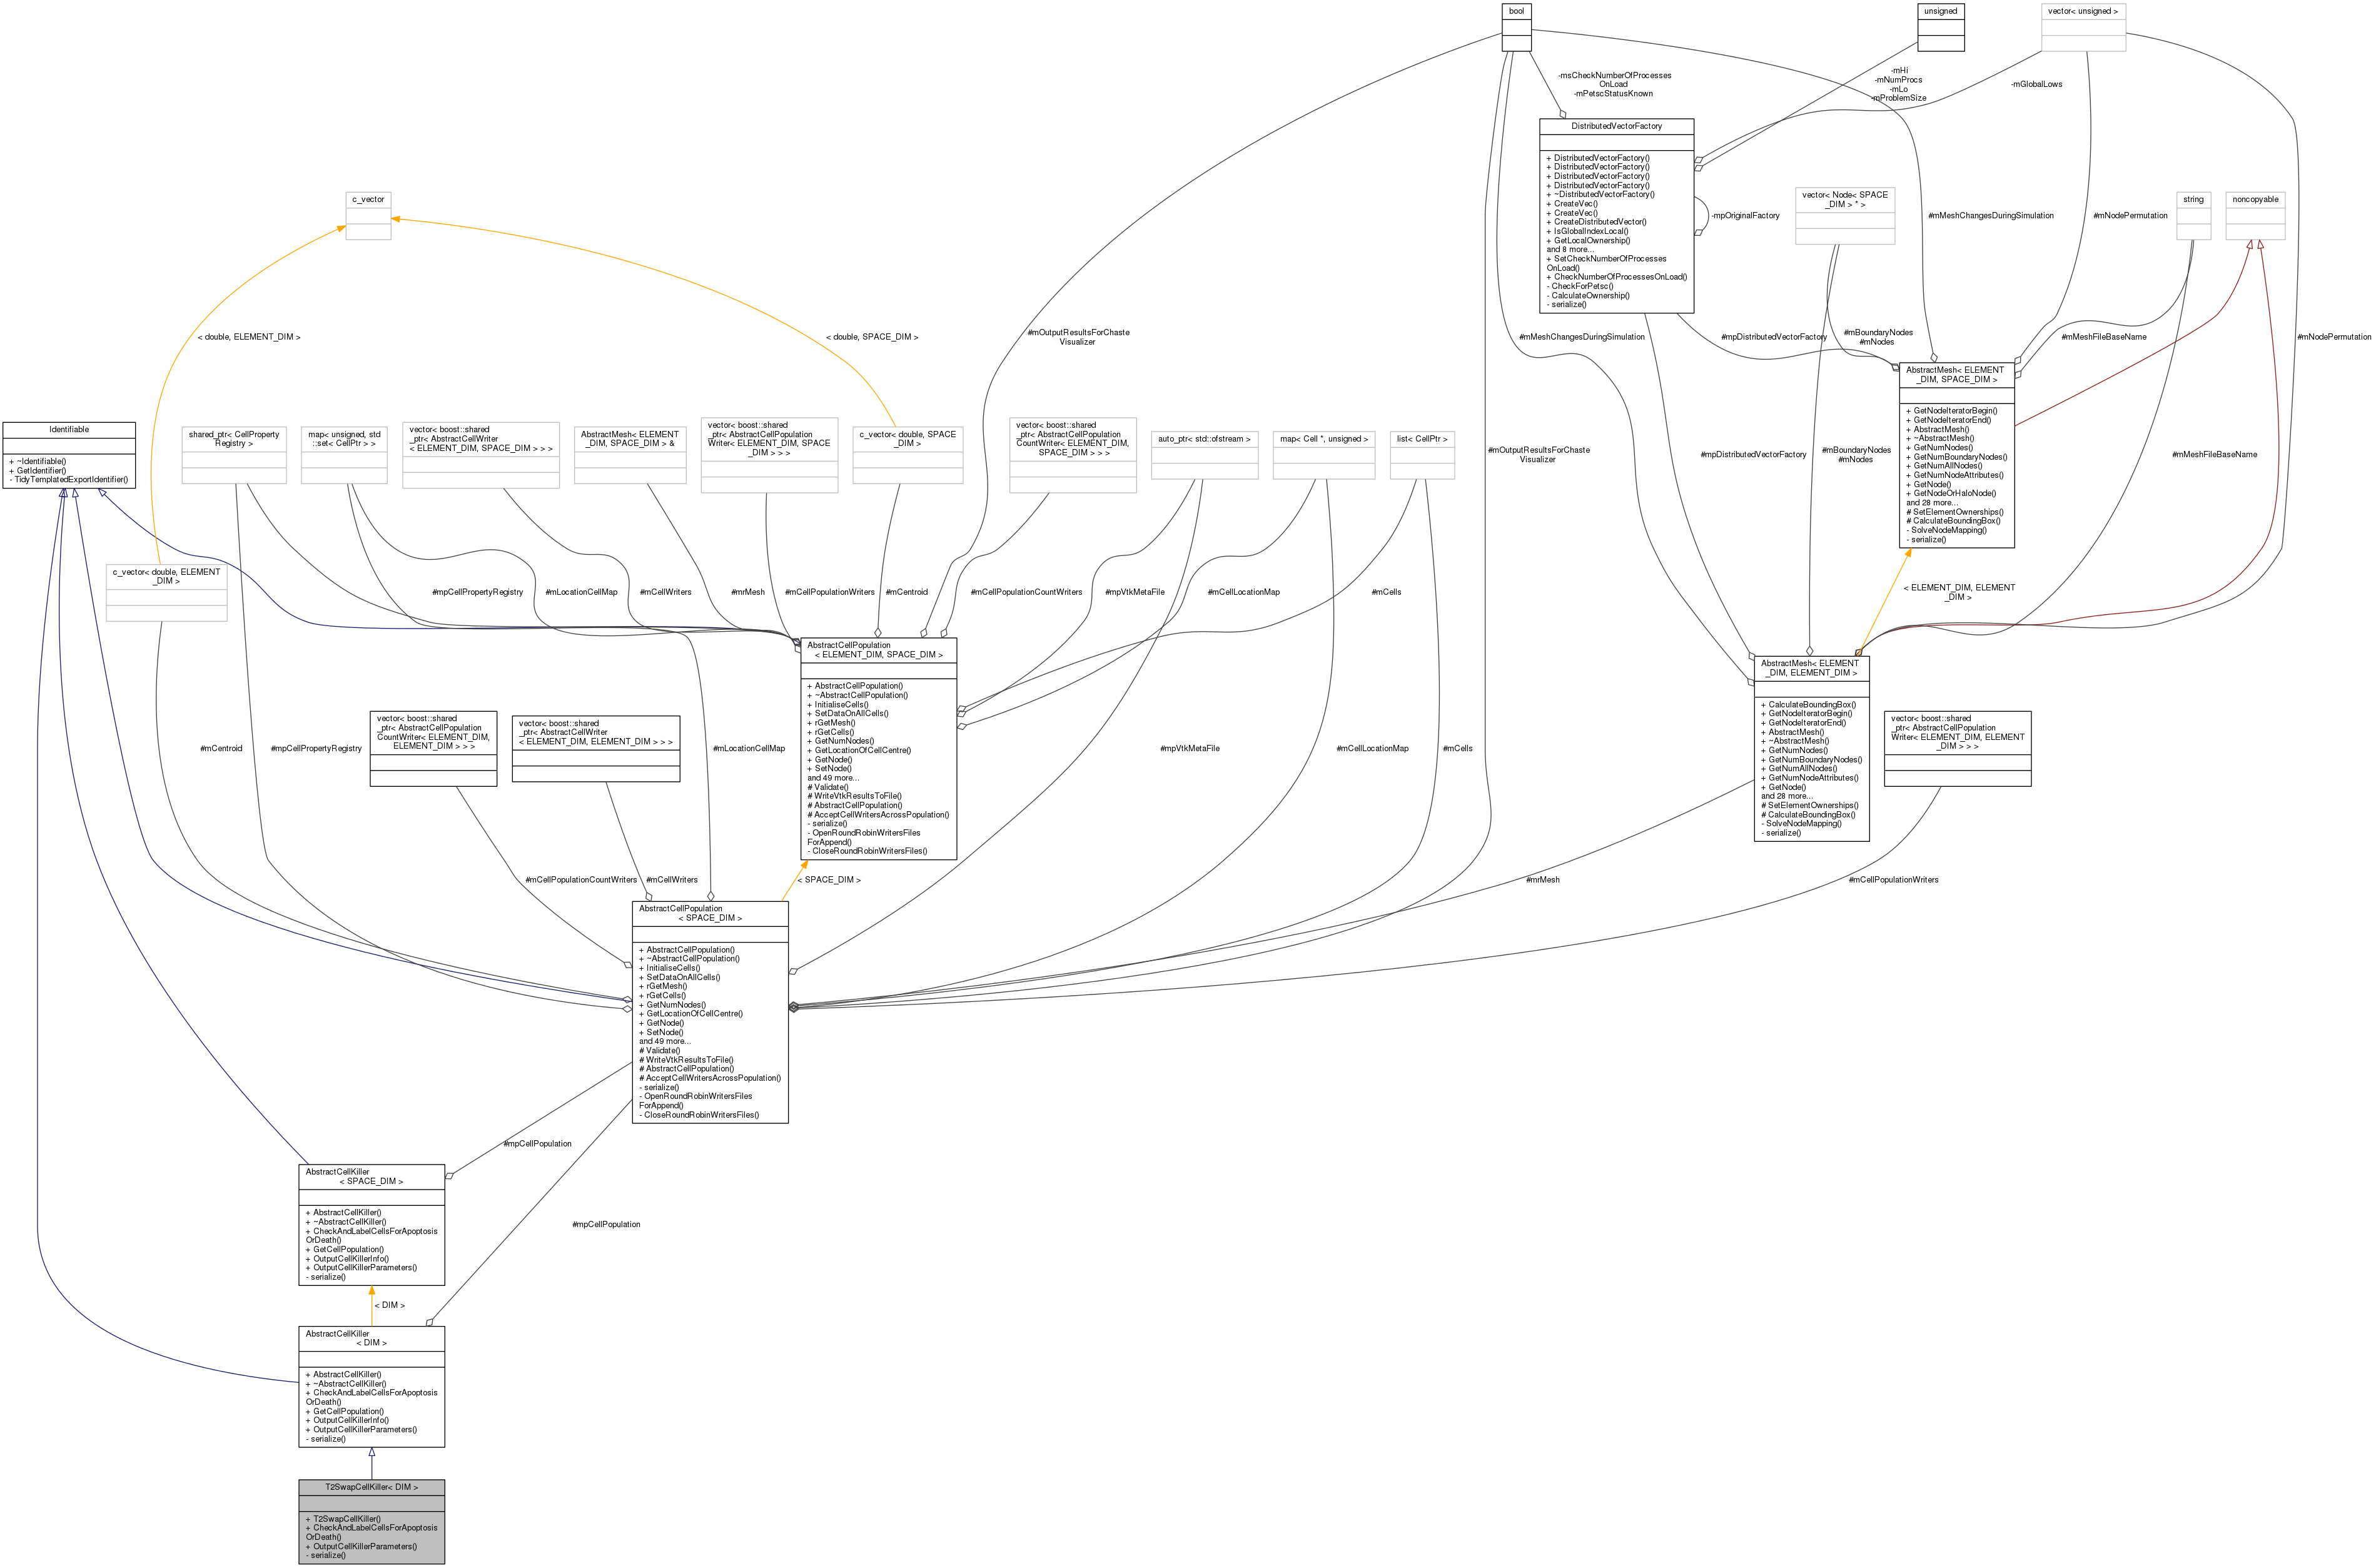 bool
unsigned
vector< unsigned >
-msCheckNumberOfProcesses
OnLoad
-mPetscStatusKnown
-mHi
-mNumProcs
-mLo
-mProblemSize
-mGlobalLows
DistributedVectorFactory
+ DistributedVectorFactory()
+ DistributedVectorFactory()
+ DistributedVectorFactory()
+ DistributedVectorFactory()
+ ~DistributedVectorFactory()
+ CreateVec()
+ CreateVec()
+ CreateDistributedVector()
+ IsGlobalIndexLocal()
+ GetLocalOwnership()
and 8 more...
+ SetCheckNumberOfProcesses
OnLoad()
+ CheckNumberOfProcessesOnLoad()
- CheckForPetsc()
- CalculateOwnership()
- serialize()
-mpOriginalFactory
vector< Node< SPACE
_DIM > * >
#mMeshChangesDuringSimulation
#mNodePermutation
string
noncopyable
c_vector
< double, ELEMENT_DIM >
< double, SPACE_DIM >
#mOutputResultsForChaste
Visualizer
#mMeshChangesDuringSimulation
#mpDistributedVectorFactory
#mBoundaryNodes
#mNodes
#mMeshFileBaseName
#mNodePermutation
AbstractMesh< ELEMENT
_DIM, SPACE_DIM >
+ GetNodeIteratorBegin()
+ GetNodeIteratorEnd()
+ AbstractMesh()
+ ~AbstractMesh()
+ GetNumNodes()
+ GetNumBoundaryNodes()
+ GetNumAllNodes()
+ GetNumNodeAttributes()
+ GetNode()
+ GetNodeOrHaloNode()
and 28 more...
# SetElementOwnerships()
# CalculateBoundingBox()
- SolveNodeMapping()
- serialize()
Identifiable
+ ~Identifiable()
+ GetIdentifier()
- TidyTemplatedExportIdentifier()
shared_ptr< CellProperty
Registry >
map< unsigned, std
::set< CellPtr > >
vector< boost::shared
_ptr< AbstractCellWriter
< ELEMENT_DIM, SPACE_DIM > > >
AbstractMesh< ELEMENT
_DIM, SPACE_DIM > &
vector< boost::shared
_ptr< AbstractCellPopulation
Writer< ELEMENT_DIM, SPACE
_DIM > > >
c_vector< double, SPACE
_DIM >
vector< boost::shared
_ptr< AbstractCellPopulation
CountWriter< ELEMENT_DIM,
SPACE_DIM > > >
auto_ptr< std::ofstream >
map< Cell *, unsigned >
list< CellPtr >
#mOutputResultsForChaste
Visualizer
#mpDistributedVectorFactory
#mBoundaryNodes
#mNodes
#mMeshFileBaseName
c_vector< double, ELEMENT
_DIM >
#mpCellPropertyRegistry
#mLocationCellMap
#mCellWriters
#mrMesh
#mCellPopulationWriters
#mCentroid
#mCellPopulationCountWriters
#mpVtkMetaFile
#mCellLocationMap
#mCells
< ELEMENT_DIM, ELEMENT
_DIM >
AbstractCellPopulation
< ELEMENT_DIM, SPACE_DIM >
+ AbstractCellPopulation()
+ ~AbstractCellPopulation()
+ InitialiseCells()
+ SetDataOnAllCells()
+ rGetMesh()
+ rGetCells()
+ GetNumNodes()
+ GetLocationOfCellCentre()
+ GetNode()
+ SetNode()
and 49 more...
# Validate()
# WriteVtkResultsToFile()
# AbstractCellPopulation()
# AcceptCellWritersAcrossPopulation()
- serialize()
- OpenRoundRobinWritersFiles
ForAppend()
- CloseRoundRobinWritersFiles()
AbstractMesh< ELEMENT
_DIM, ELEMENT_DIM >
+ CalculateBoundingBox()
+ GetNodeIteratorBegin()
+ GetNodeIteratorEnd()
+ AbstractMesh()
+ ~AbstractMesh()
+ GetNumNodes()
+ GetNumBoundaryNodes()
+ GetNumAllNodes()
+ GetNumNodeAttributes()
+ GetNode()
and 28 more...
# SetElementOwnerships()
# CalculateBoundingBox()
- SolveNodeMapping()
- serialize()
vector< boost::shared
_ptr< AbstractCellPopulation
Writer< ELEMENT_DIM, ELEMENT
_DIM > > >
vector< boost::shared
_ptr< AbstractCellPopulation
CountWriter< ELEMENT_DIM,
ELEMENT_DIM > > >
vector< boost::shared
_ptr< AbstractCellWriter
< ELEMENT_DIM, ELEMENT_DIM > > >
#mCentroid
#mpCellPropertyRegistry
#mLocationCellMap
#mpVtkMetaFile
#mCellLocationMap
#mCells
#mCellPopulationCountWriters
#mCellWriters
< SPACE_DIM >
#mrMesh
#mCellPopulationWriters
AbstractCellPopulation
< SPACE_DIM >
+ AbstractCellPopulation()
+ ~AbstractCellPopulation()
+ InitialiseCells()
+ SetDataOnAllCells()
+ rGetMesh()
+ rGetCells()
+ GetNumNodes()
+ GetLocationOfCellCentre()
+ GetNode()
+ SetNode()
and 49 more...
# Validate()
# WriteVtkResultsToFile()
# AbstractCellPopulation()
# AcceptCellWritersAcrossPopulation()
- serialize()
- OpenRoundRobinWritersFiles
ForAppend()
- CloseRoundRobinWritersFiles()
#mpCellPopulation
AbstractCellKiller
< SPACE_DIM >
+ AbstractCellKiller()
+ ~AbstractCellKiller()
+ CheckAndLabelCellsForApoptosis
OrDeath()
+ GetCellPopulation()
+ OutputCellKillerInfo()
+ OutputCellKillerParameters()
- serialize()
#mpCellPopulation
< DIM >
AbstractCellKiller
< DIM >
+ AbstractCellKiller()
+ ~AbstractCellKiller()
+ CheckAndLabelCellsForApoptosis
OrDeath()
+ GetCellPopulation()
+ OutputCellKillerInfo()
+ OutputCellKillerParameters()
- serialize()
T2SwapCellKiller< DIM >
+ T2SwapCellKiller()
+ CheckAndLabelCellsForApoptosis
OrDeath()
+ OutputCellKillerParameters()
- serialize()